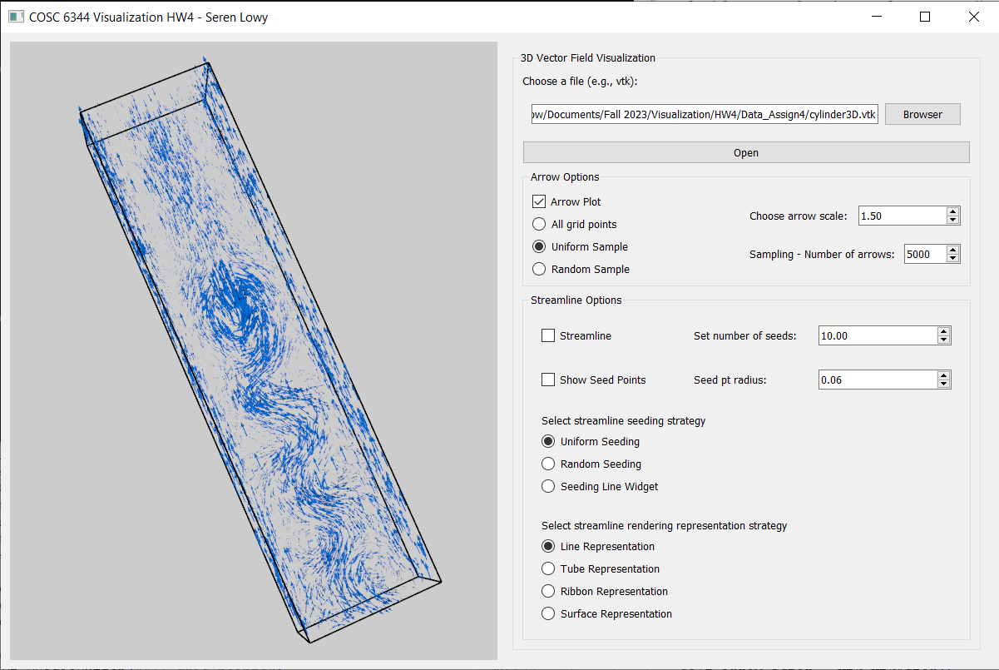 COSC 6344 Visualization HW4 - Seren Lowy
3D Vector Field Visualization
Choose a file (e.g., vtk):
ow/Documents/Fall 2023/Visualization/HW4/Data_Assign4/cylinder3D.vtk
Browser
Open
Arrow Options
Arrow Plot
All grid points
Choose arrow scale: 1.50
Uniform Sample
Sampling - Number of arrows: 5000
Random Sample
Streamline Options
Streamline
Set number of seeds: 10.00
Show Seed Points
Seed pt radius: 0.06
Select streamline seeding strategy
Uniform Seeding
Random Seeding
Seeding Line Widget
Select streamline rendering representation strategy
Line Representation
Tube Representation
Ribbon Representation
Surface Representation